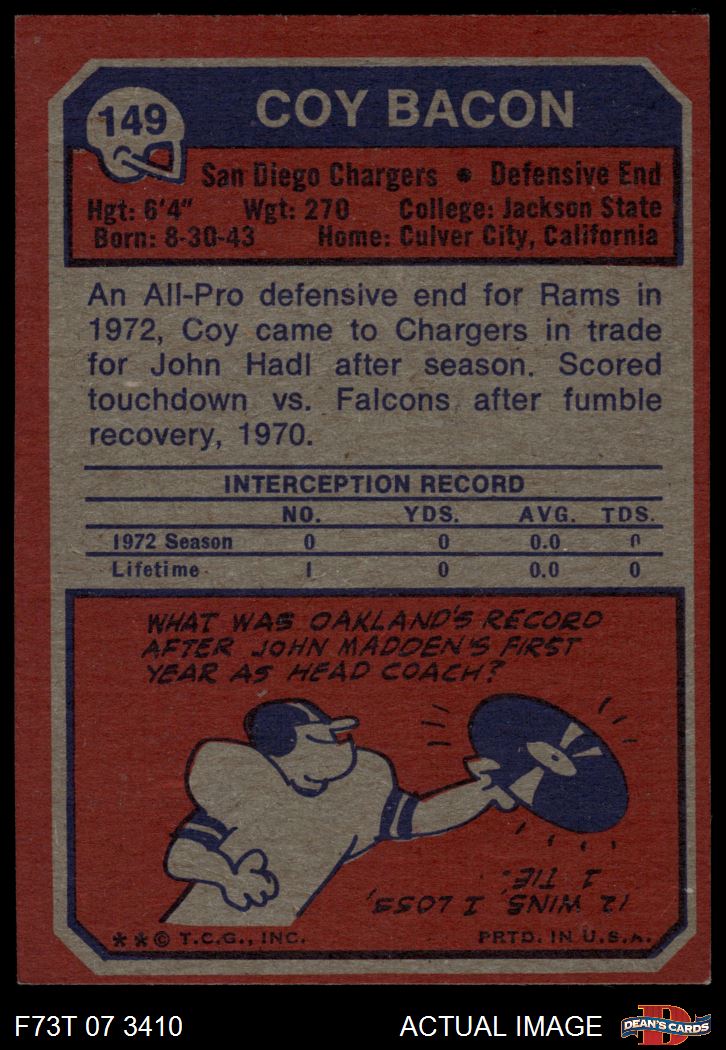 149
COY BACON
San Diego Chargers • Defensive End
Hgt: 6'4" Wgt: 270 College: Jackson State
Born: 8-30-43 Home: Culver City, California
An All-Pro defensive end for Rams in
1972, Coy came to Chargers in trade
for John Hadl after season. Scored
touchdown vs. Falcons after fumble
recovery, 1970.
INTERCEPTION RECORD
NO. YDS. AVG. TDS.
1972 Season 0 0 0.0 0
Lifetime 1 0 0.0 0
WHAT WAS OAKLAND'S RECORD
AFTER JOHN MADDEN'S FIRST
YEAR AS HEAD COACH?
12 WINS, 1 LOSS,
1 TIE.
**© T.C.G., INC. PRTD. IN U.S.A.
F73T 07 3410 ACTUAL IMAGE
D
DEAN'S CARDS